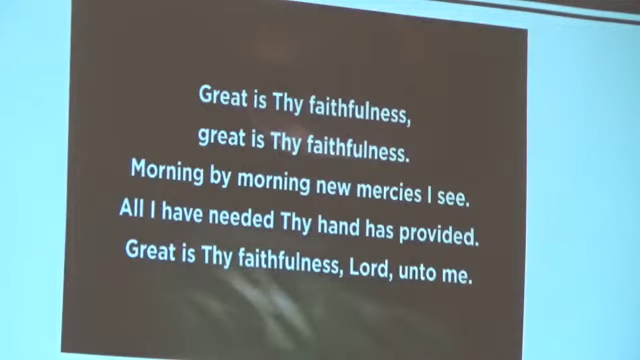 Great is Thy faithfulness,
great is Thy faithfulness.
Morning by morning new mercies I see.
All I have needed Thy hand has provided.
Great is Thy faithfulness, Lord, unto me.